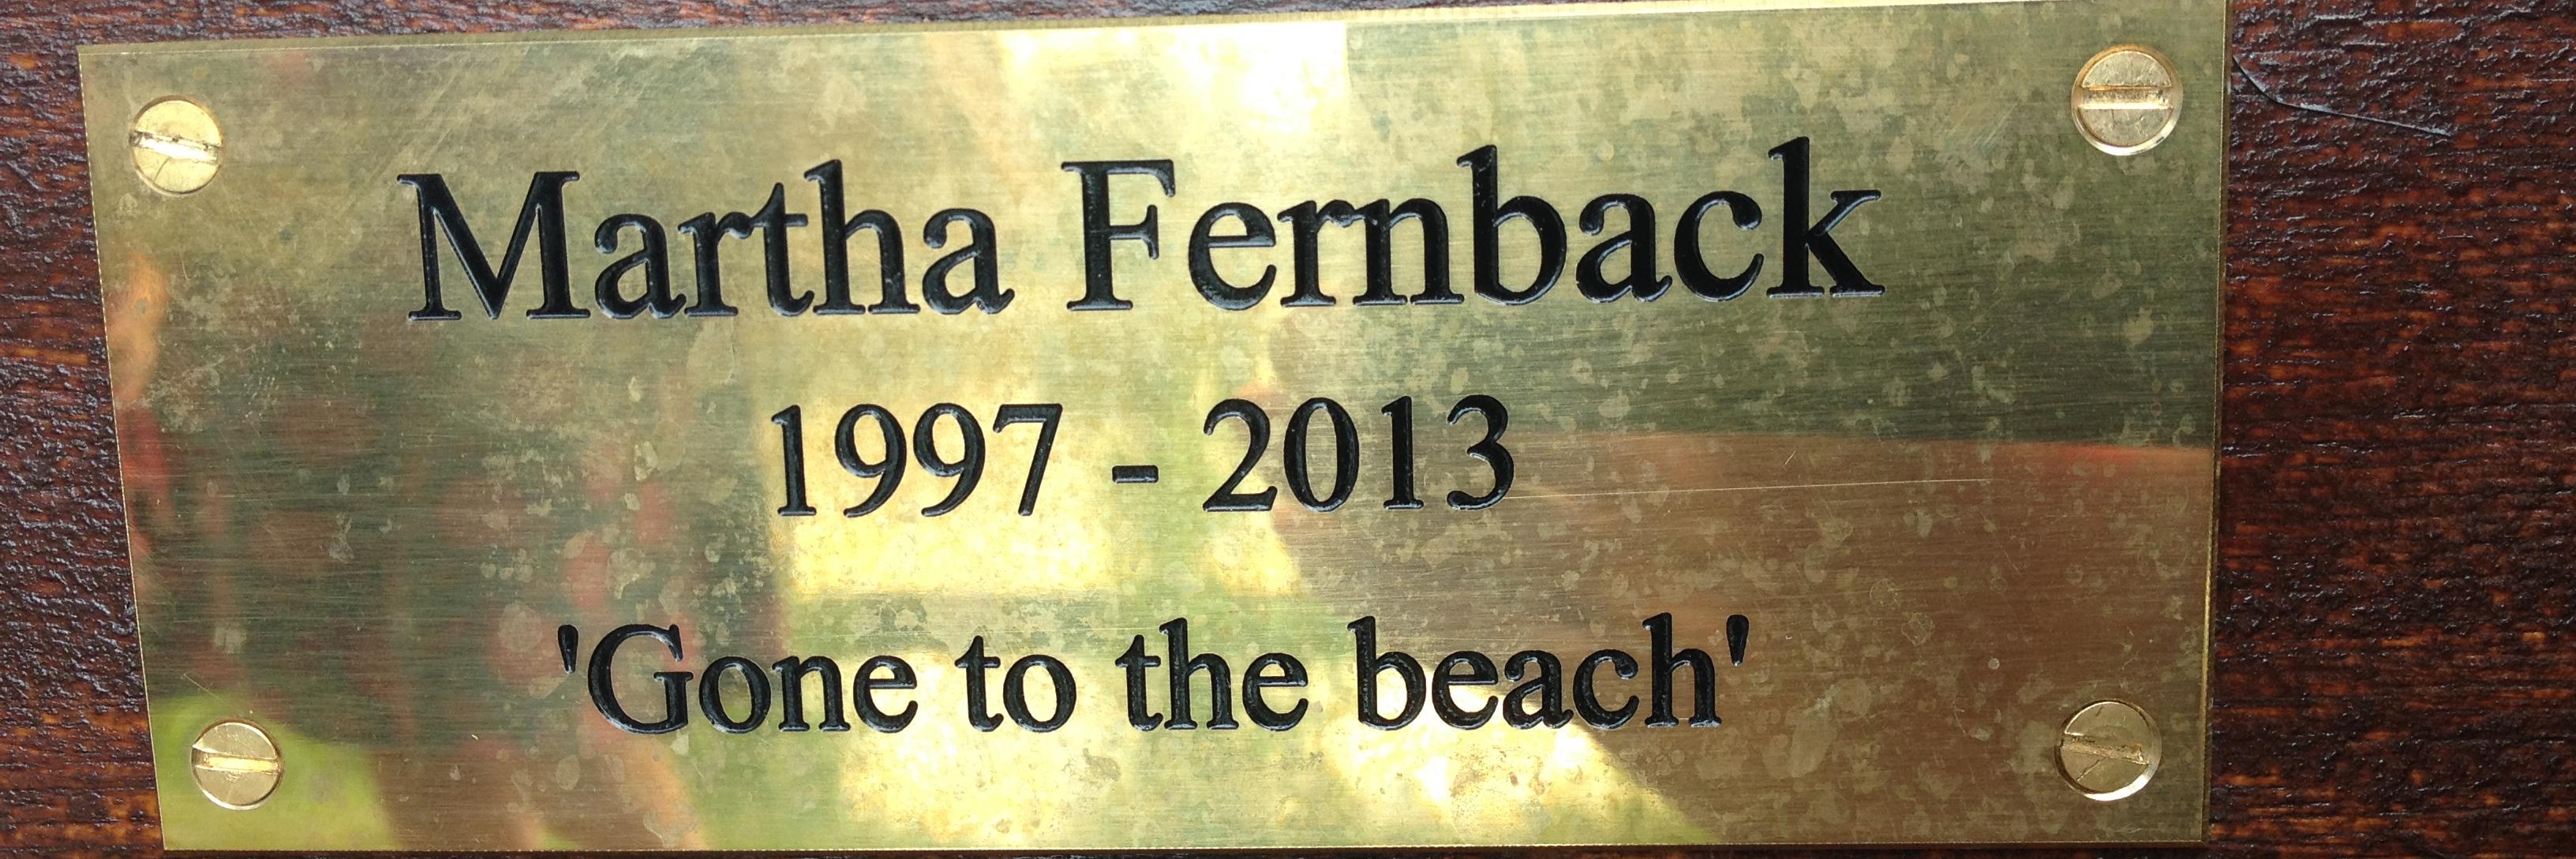 Martha Fernback
1997 - 2013
'Gone to the beach'